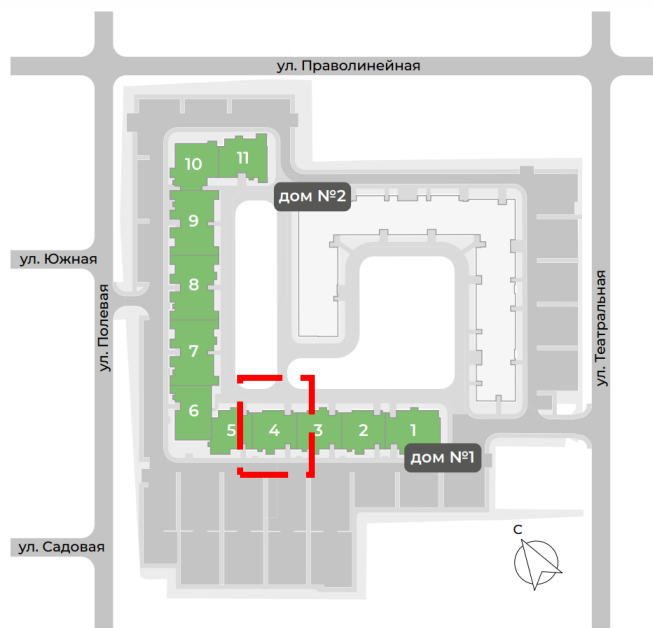 ул. Праволинейная
11
10
дом №2
9
ул. Южная
8
ул. Полевая
ул. Театральная
7
6
5
4
3
2
1
дом №1
ул. Садовая
С